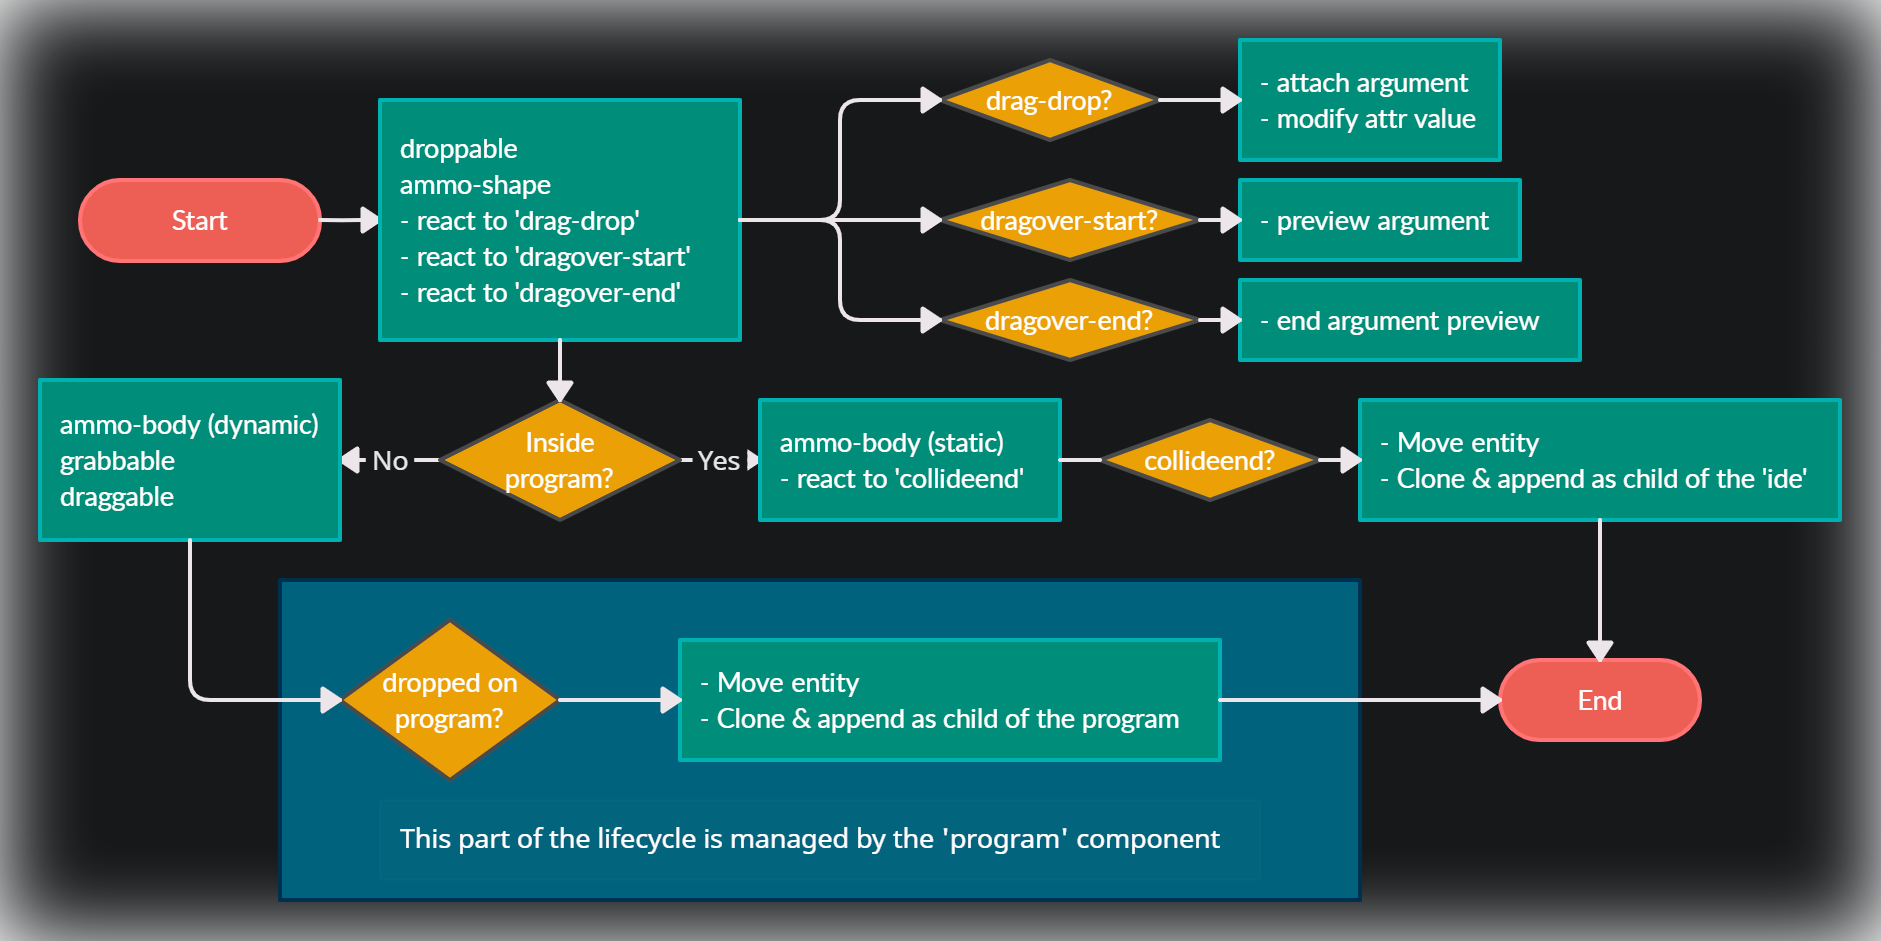 Start
droppable
ammo-shape
- react to 'drag-drop'
- react to 'dragover-start'
- react to 'dragover-end'
drag-drop?
- attach argument
- modify attr value
dragover-start?
- preview argument
dragover-end?
- end argument preview
ammo-body (dynamic)
grabbable
draggable
No
Inside
program?
Yes
ammo-body (static)
- react to 'collideend'
collideend?
- Move entity
- Clone & append as child of the 'ide'
dropped on
program?
- Move entity
- Clone & append as child of the program
End
This part of the lifecycle is managed by the 'program' component